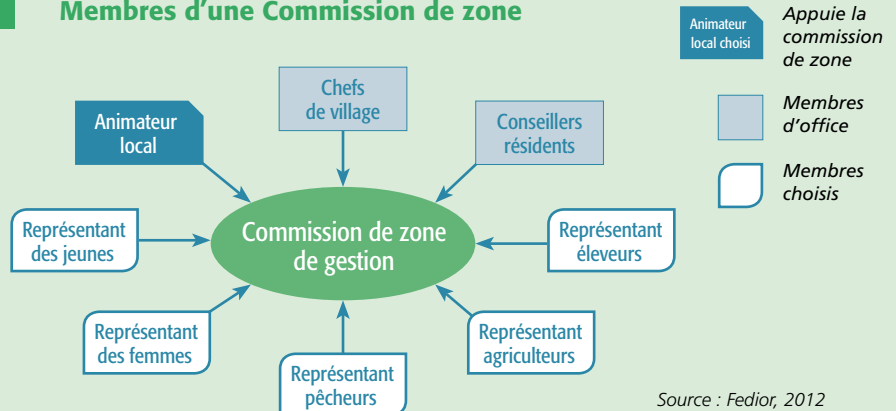 Membres d'une Commission de zone
Animateur
local choisi
Appuie la
commission
de zone
Membres
d'office
Membres
choisis
Chefs
de village
Animateur
local
Conseillers
résidents
Commission de zone
de gestion
Représentant
des jeunes
Représentant
éleveurs
Représentant
des femmes
Représentant
agriculteurs
Représentant
pêcheurs
Source : Fedior, 2012